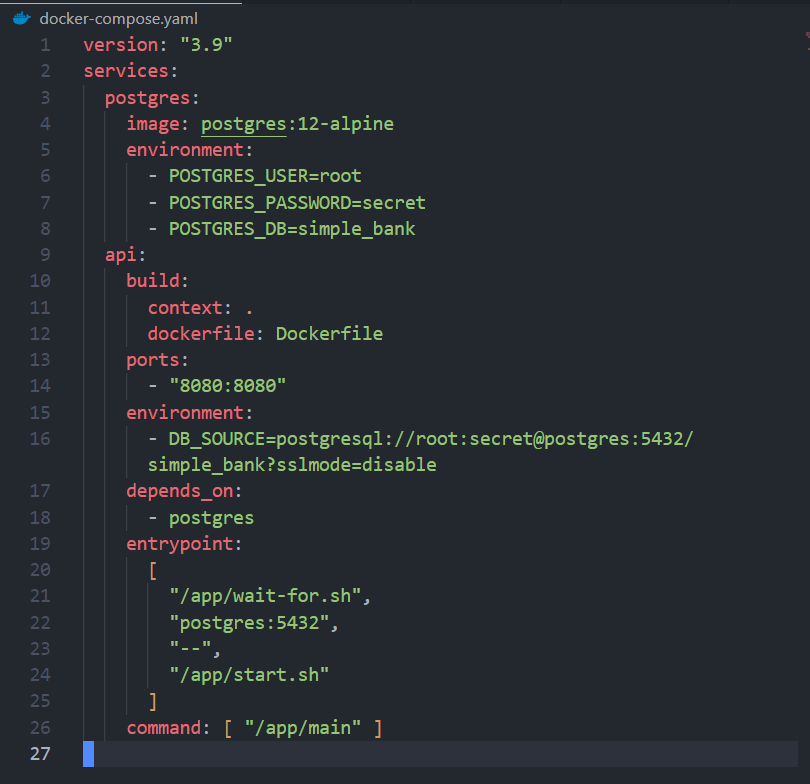 docker-compose.yaml
1 version: "3.9"
2 services:
3   postgres:
4     image: postgres:12-alpine
5     environment:
6       - POSTGRES_USER=root
7       - POSTGRES_PASSWORD=secret
8       - POSTGRES_DB=simple_bank
9   api:
10     build:
11       context: .
12       dockerfile: Dockerfile
13     ports:
14       - "8080:8080"
15     environment:
16       - DB_SOURCE=postgresql://root:secret@postgres:5432/
      simple_bank?sslmode=disable
17     depends_on:
18       - postgres
19     entrypoint:
20       [
21         "/app/wait-for.sh",
22         "postgres:5432",
23         "--",
24         "/app/start.sh"
25       ]
26     command: [ "/app/main" ]
27